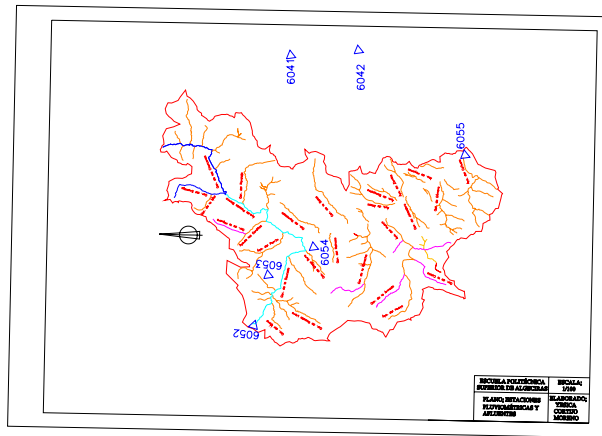 6041
6042
6055
6054
6053
6052
ESCUELA POLITÉCNICA
SUPERIOR DE ALGECIRAS
ESCALA:
1/100
PLANO: ESTACIONES
PLUVIOMÉTRICAS Y
AFLUENTES
ELABORADO:
YESICA
CORTIJO
MORENO